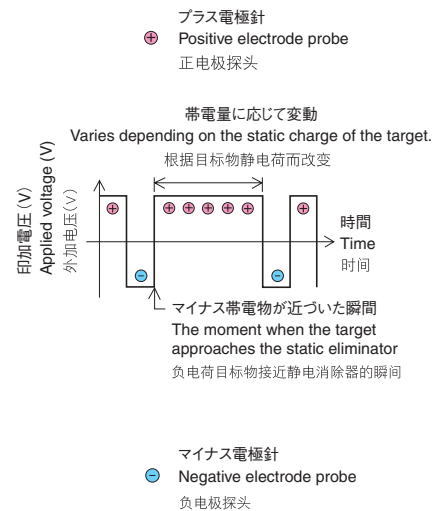 プラス電極針
⊕ Positive electrode probe
正电极探头
帯電量に応じて変動
Varies depending on the static charge of the target.
根据目标物静电荷而改变
印加電圧(V)
Applied voltage (V)
外加电压(V)
+
+ + + + +
+
時間
Time
时间
−
−
マイナス帯電物が近づいた瞬間
The moment when the target
approaches the static eliminator
负电荷目标物接近静电消除器的瞬间
マイナス電極針
⊖ Negative electrode probe
负电极探头